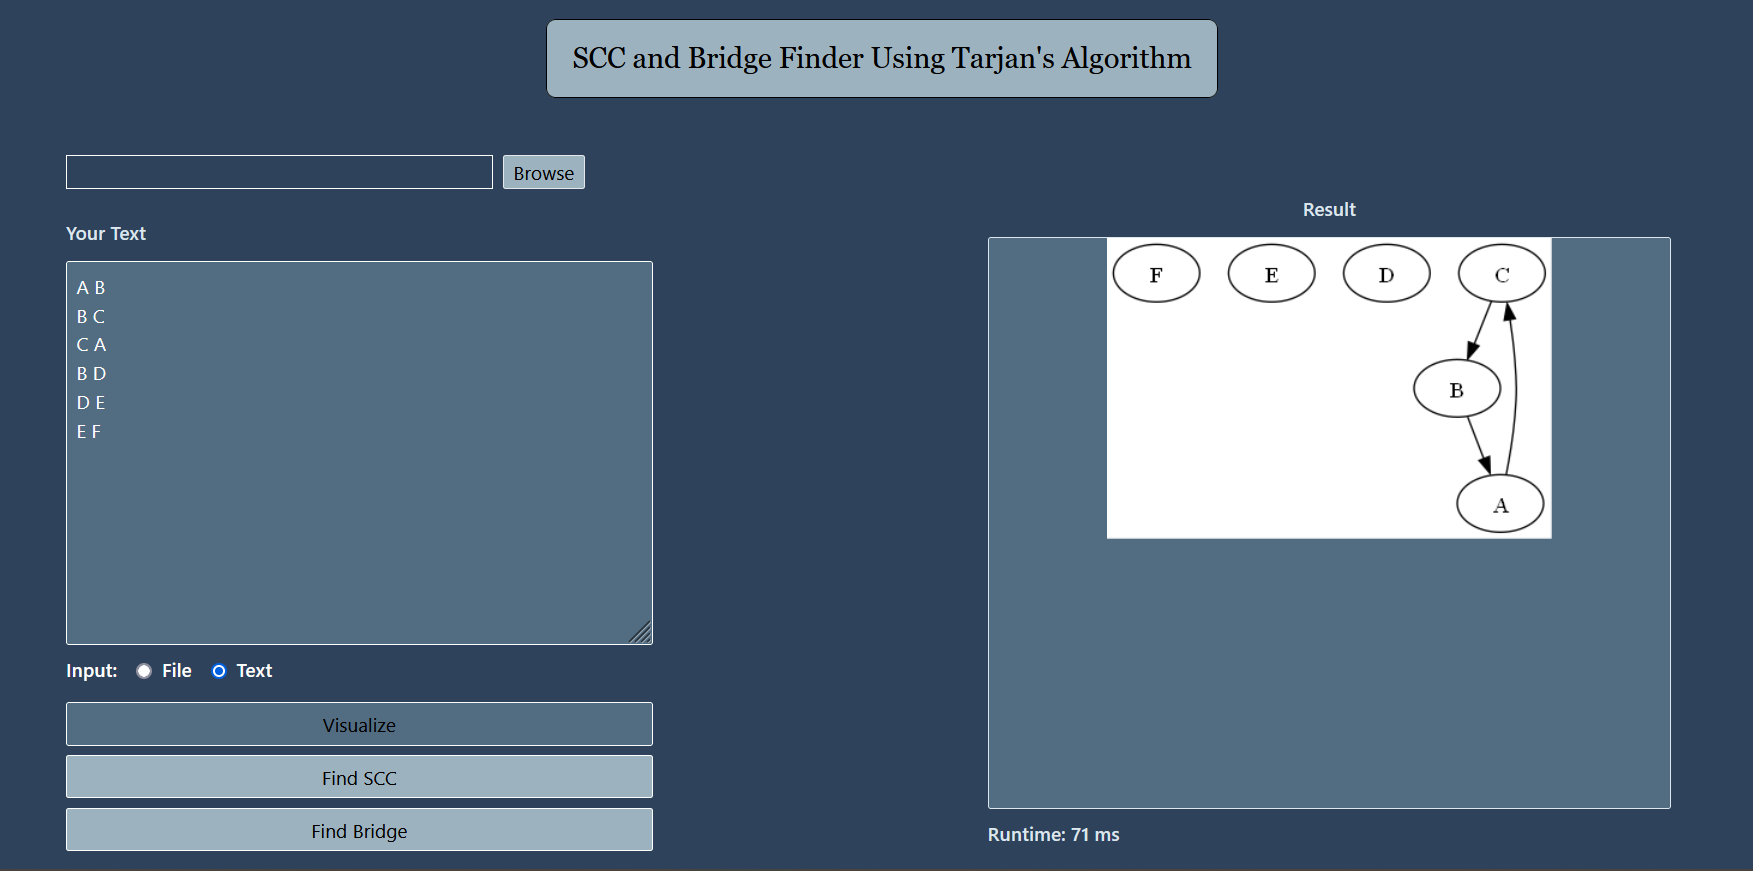 SCC and Bridge Finder Using Tarjan's Algorithm
Browse
Your Text
A B
B C
C A
B D
D E
E F
Input: File Text
Visualize
Find SCC
Find Bridge
Result
F E D C
B
A
Runtime: 71 ms